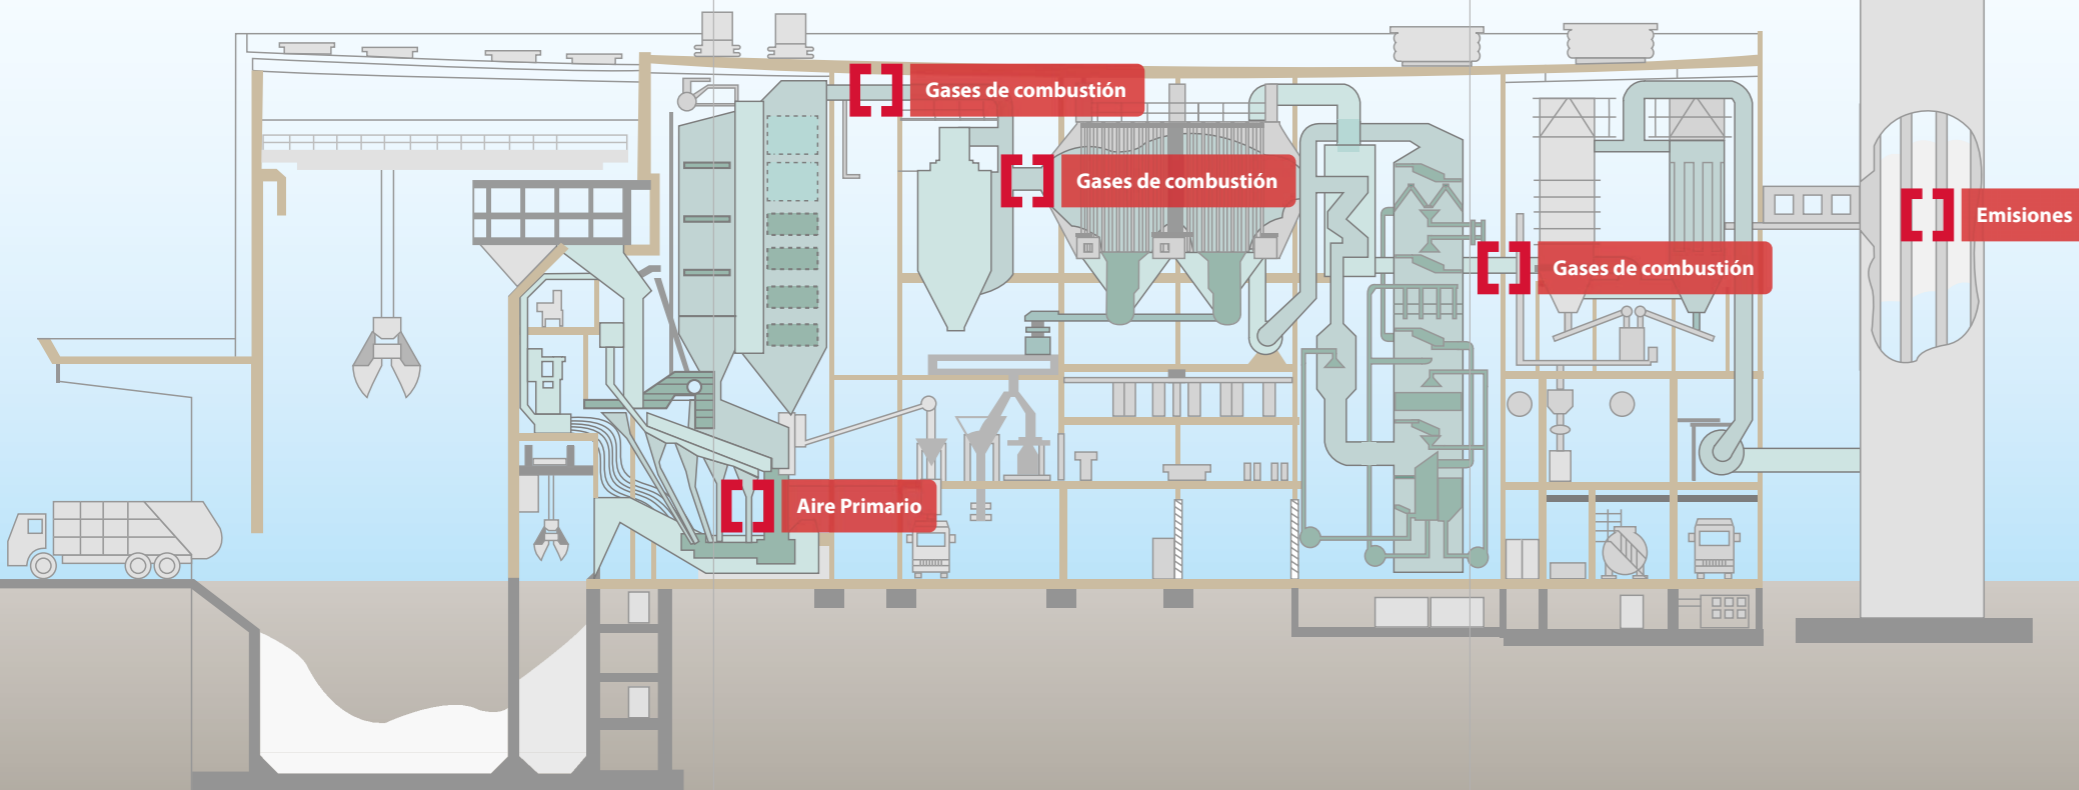 Gases de combustión
Gases de combustión
Emisiones
Gases de combustión
Aire Primario